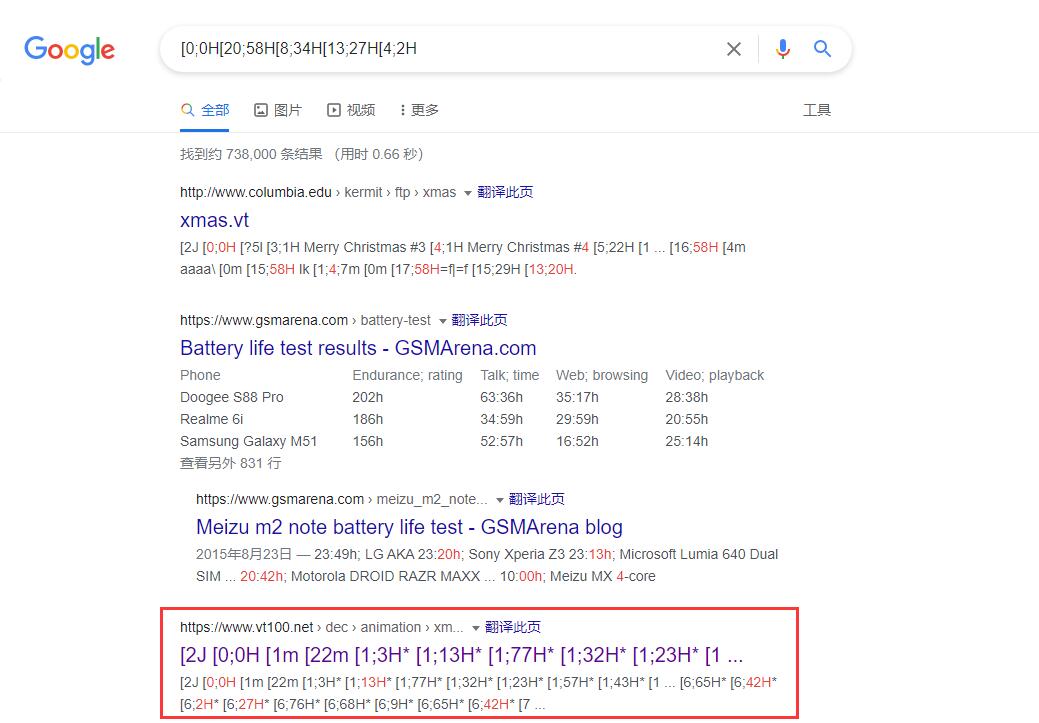 Google
[0;0H[20;58H[8;34H[13;27H[4;2H
全部 图片 视频 更多 工具
找到约 738,000 条结果 （用时 0.66 秒）
http://www.columbia.edu › kermit › ftp › xmas 翻译此页
xmas.vt
[2J [0;0H [?5l [3;1H Merry Christmas #3 [4;1H Merry Christmas #4 [5;22H [1 ... [16;58H [4m
aaaa\ [0m [15;58H lk [1;4;7m [0m [17;58H=f|=f [15;29H [13;20H.
https://www.gsmarena.com › battery-test 翻译此页
Battery life test results - GSMArena.com
Phone Endurance; rating Talk; time Web; browsing Video; playback
Doogee S88 Pro 202h 63:36h 35:17h 28:38h
Realme 6i 186h 34:59h 29:59h 20:55h
Samsung Galaxy M51 156h 52:57h 16:52h 25:14h
查看另外 831 行
https://www.gsmarena.com › meizu_m2_note... 翻译此页
Meizu m2 note battery life test - GSMArena blog
2015年8月23日 — 23:49h; LG AKA 23:20h; Sony Xperia Z3 23:13h; Microsoft Lumia 640 Dual
SIM ... 20:42h; Motorola DROID RAZR MAXX ... 10:00h; Meizu MX 4-core
https://www.vt100.net › dec › animation › xm... 翻译此页
[2J [0;0H [1m [22m [1;3H* [1;13H* [1;77H* [1;32H* [1;23H* [1 ...
[2J [0;0H [1m [22m [1;3H* [1;13H* [1;77H* [1;32H* [1;23H* [1;57H* [1;43H* [1 ... [6;65H* [6;42H*
[6;2H* [6;27H* [6;76H* [6;68H* [6;9H* [6;65H* [6;42H* [7 ...